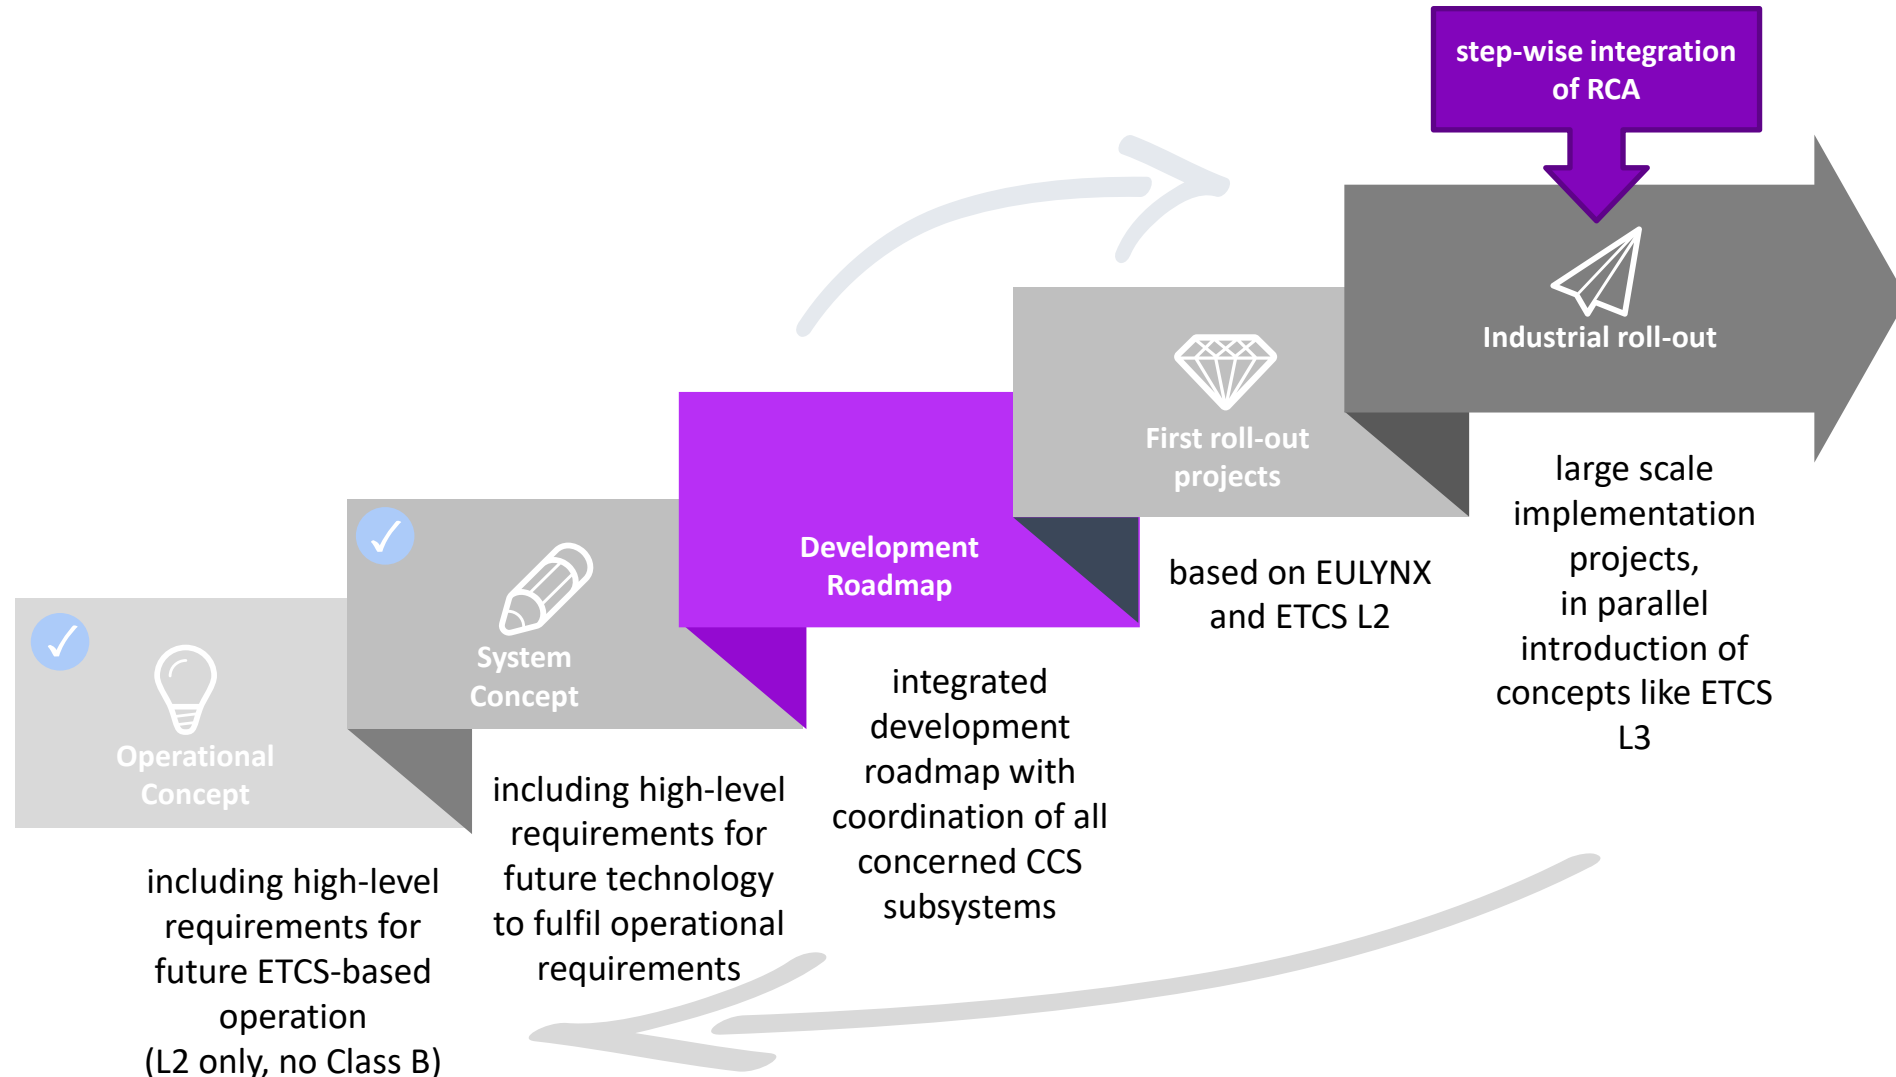 step-wise integration
of RCA
Industrial roll-out
large scale
implementation
projects,
in parallel
introduction of
concepts like ETCS
L3
First roll-out
projects
based on EULYNX
and ETCS L2
Development
Roadmap
integrated
development
roadmap with
coordination of all
concerned CCS
subsystems
System
Concept
including high-level
requirements for
future technology
to fulfil operational
requirements
Operational
Concept
including high-level
requirements for
future ETCS-based
operation
(L2 only, no Class B)